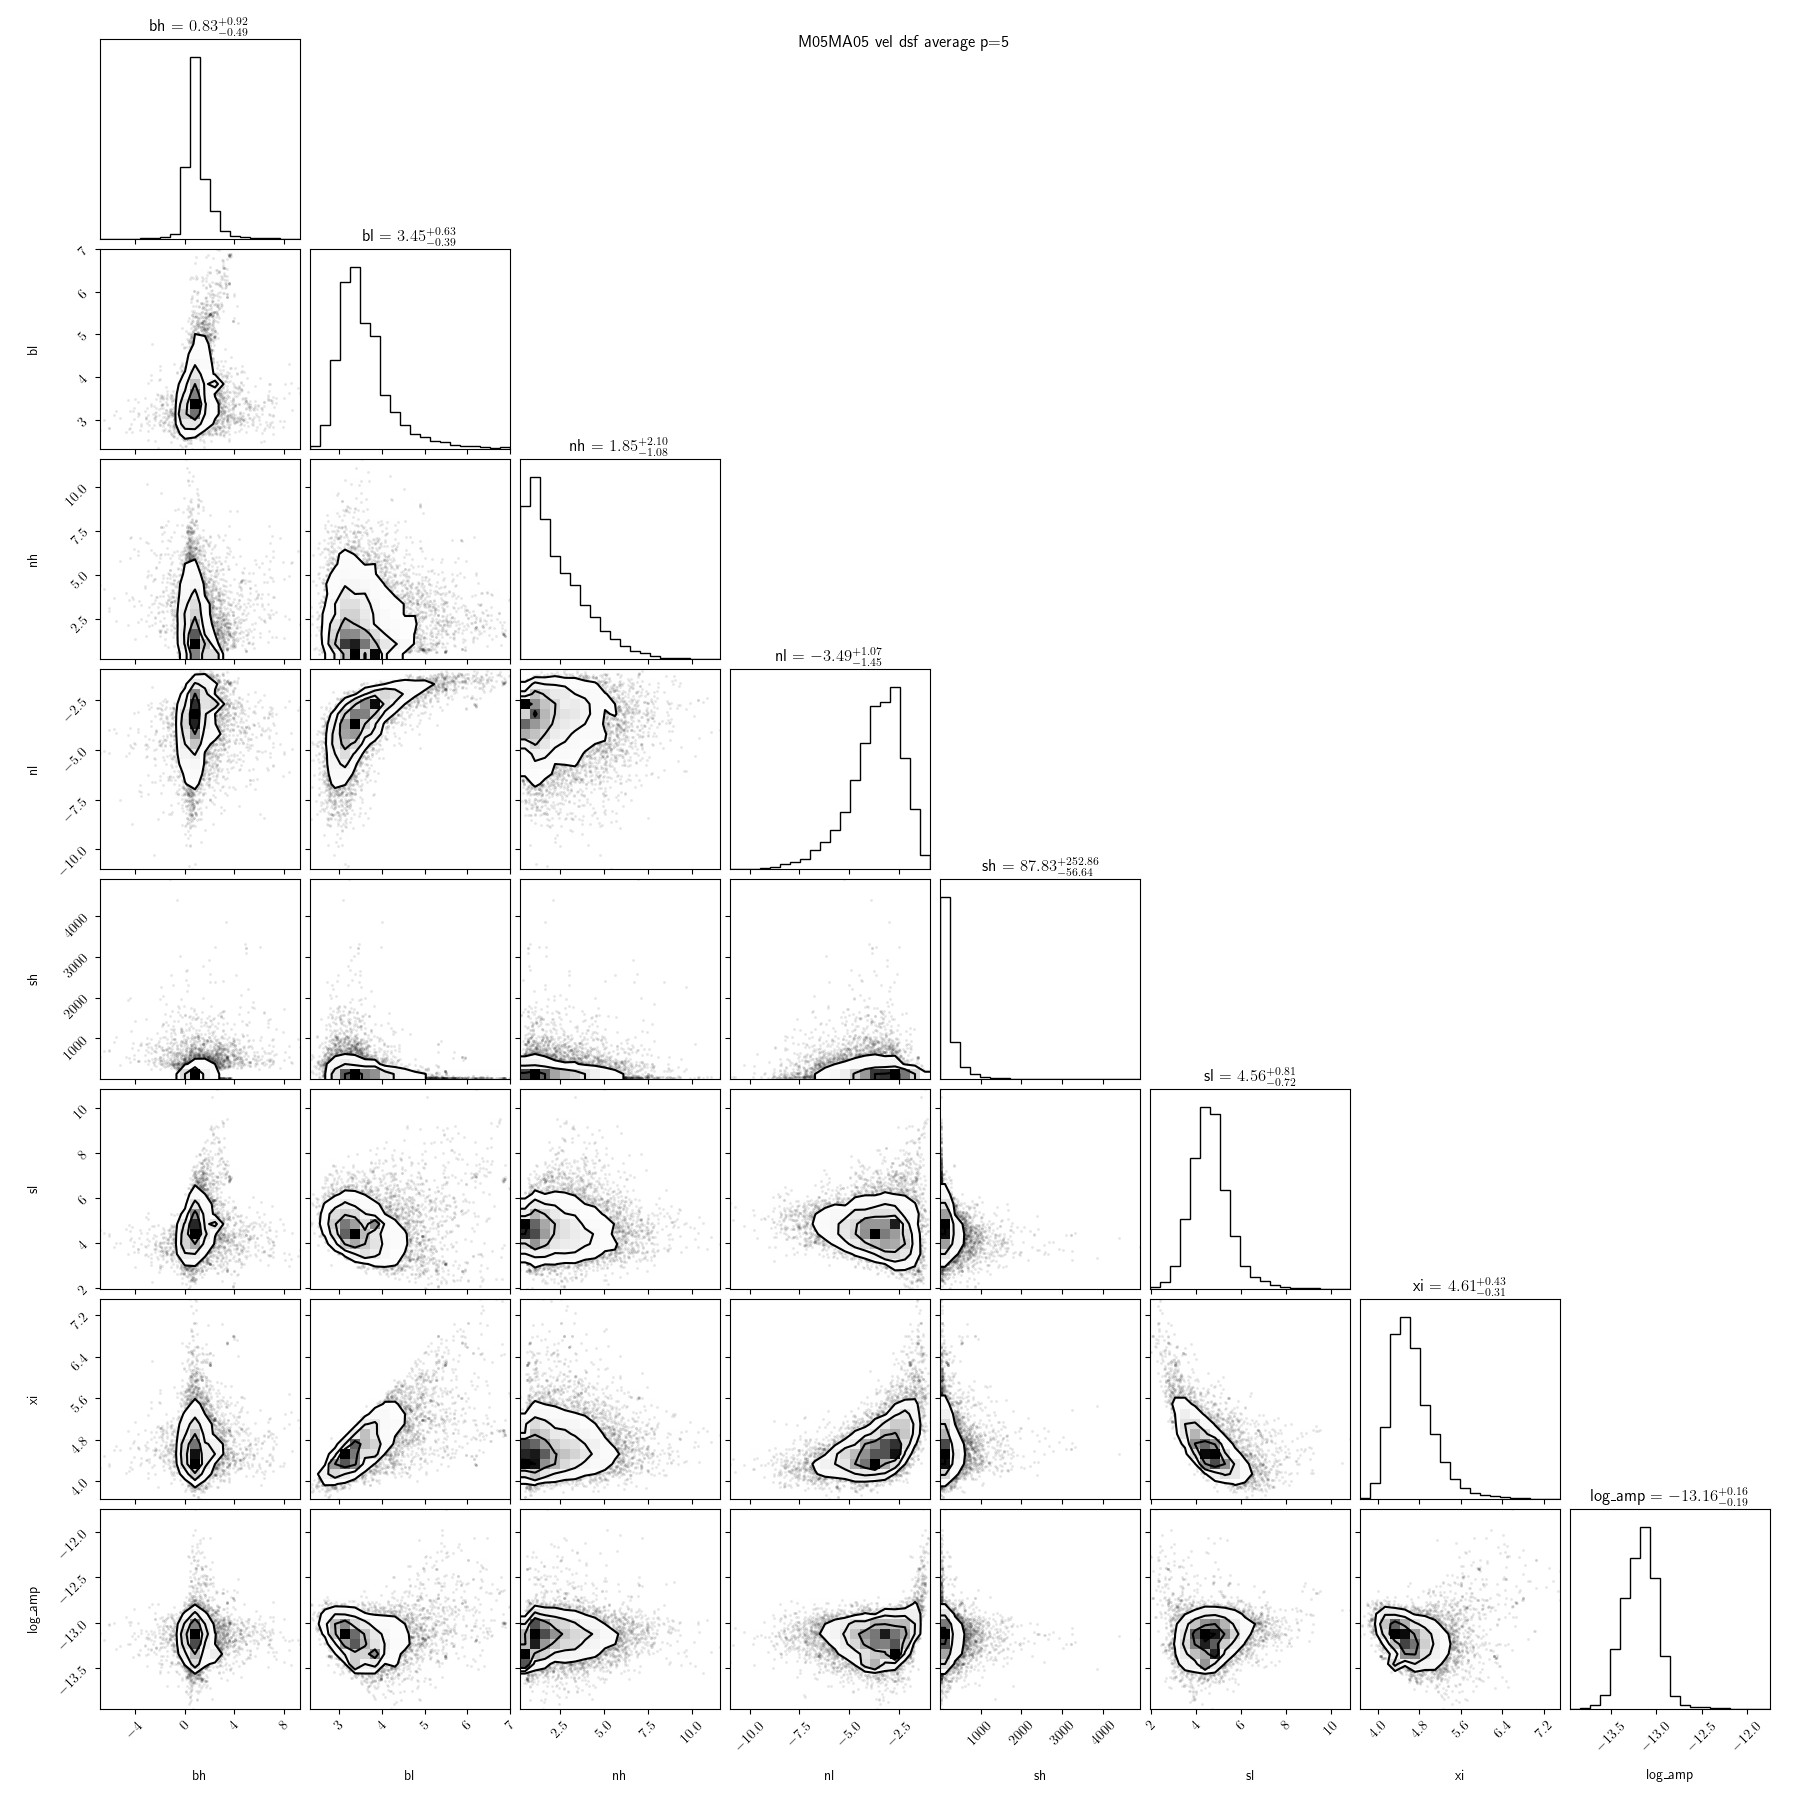 bh = 0.83^{+0.92}_{-0.49}
M05MA05 vel dsf average p=5
bl = 3.45^{+0.63}_{-0.39}
7
6
5
4
3
bl
nh = 1.85^{+2.10}_{-1.08}
10.0
7.5
5.0
2.5
nh
nl = −3.49^{+1.07}_{-1.45}
−2.5
−5.0
−7.5
−10.0
nl
sh = 87.83^{+252.86}_{-56.64}
4000
3000
2000
1000
sh
sl = 4.56^{+0.81}_{-0.72}
10
8
6
4
2
sl
xi = 4.61^{+0.43}_{-0.31}
7.2
6.4
5.6
4.8
4.0
xi
log_amp = −13.16^{+0.16}_{-0.19}
−12.0
−12.5
−13.0
−13.5
log_amp
−4 0 4 8 3 4 5 6 7 2.5 5.0 7.5 10.0 −10.0 −7.5 −5.0 −2.5 1000 2000 3000 4000 2 4 6 8 10 4.0 4.8 5.6 6.4 7.2 −13.5 −13.0 −12.5 −12.0
bh bl nh nl sh sl xi log_amp